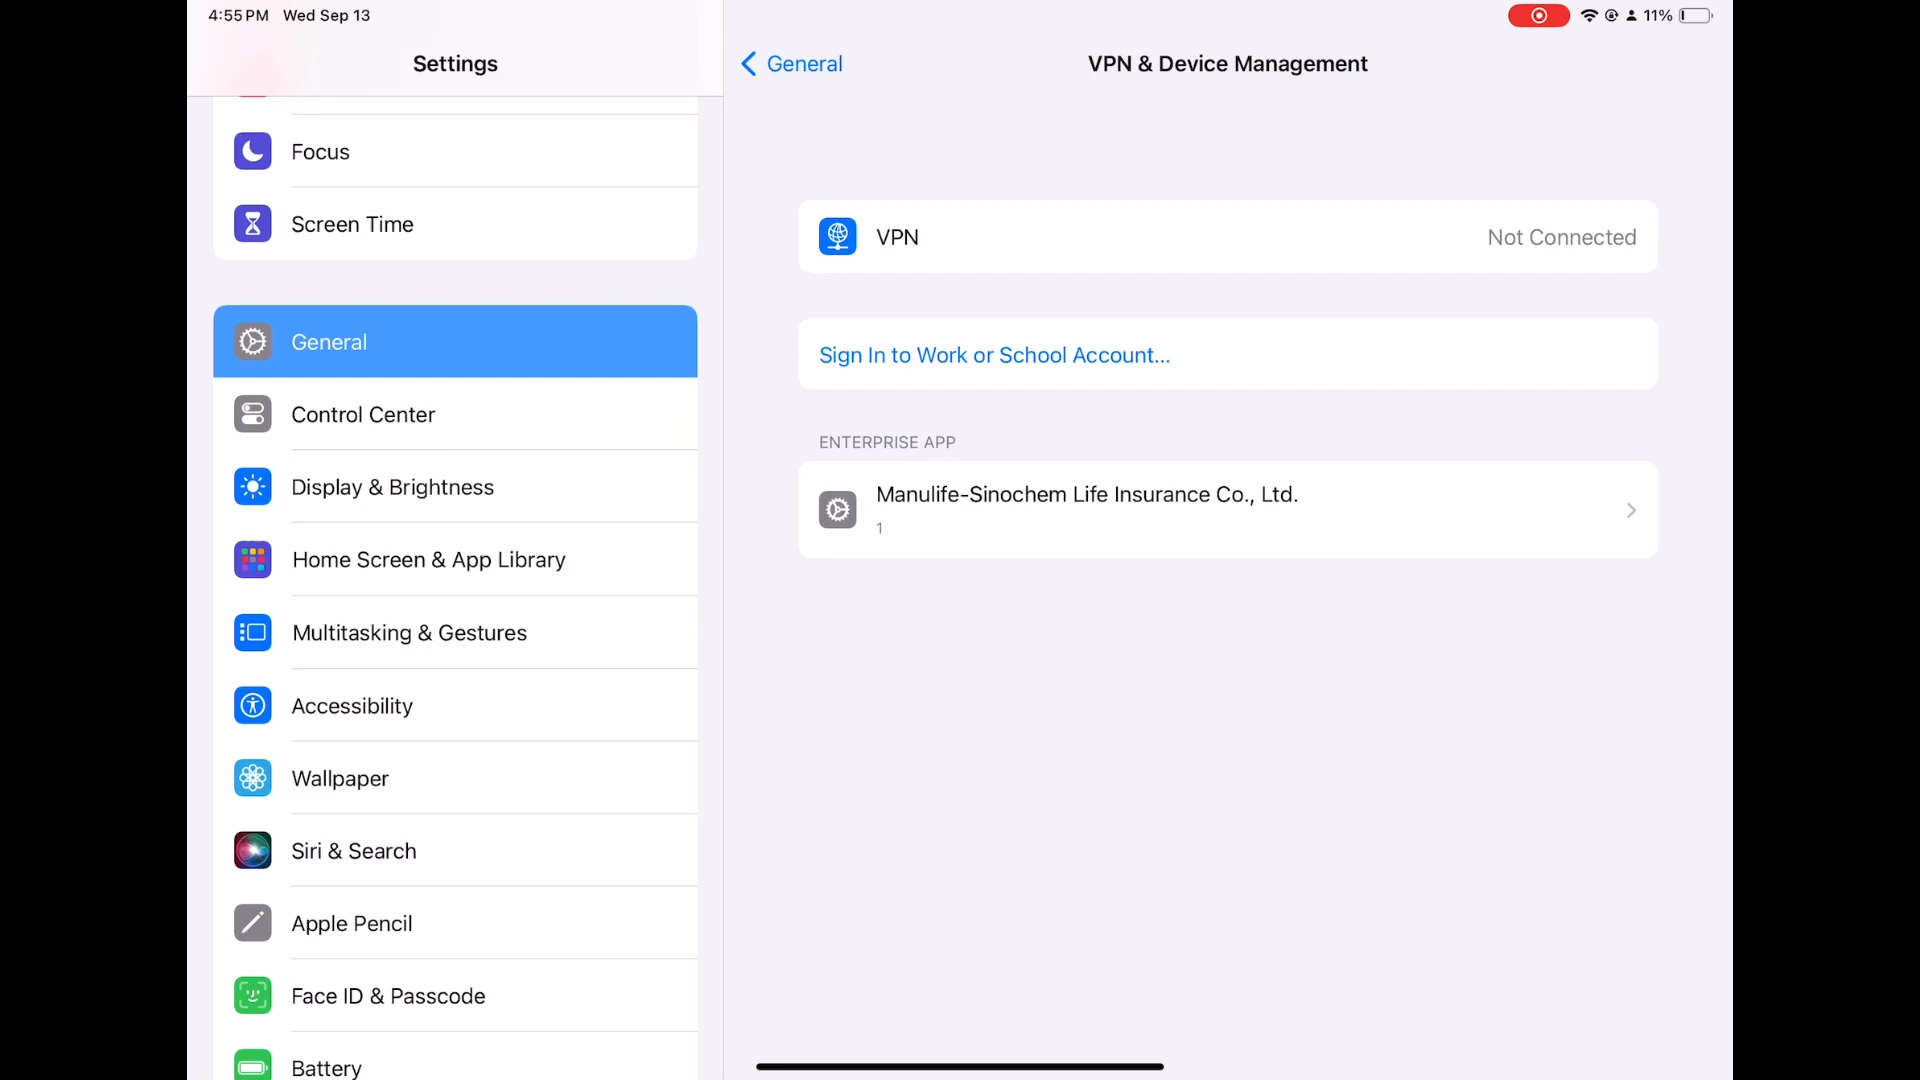 4:55 PM Wed Sep 13
11%
Settings
General
VPN & Device Management
Focus
Screen Time
General
Control Center
Display & Brightness
Home Screen & App Library
Multitasking & Gestures
Accessibility
Wallpaper
Siri & Search
Apple Pencil
Face ID & Passcode
Battery
VPN
Not Connected
Sign In to Work or School Account...
ENTERPRISE APP
Manulife-Sinochem Life Insurance Co., Ltd.
1